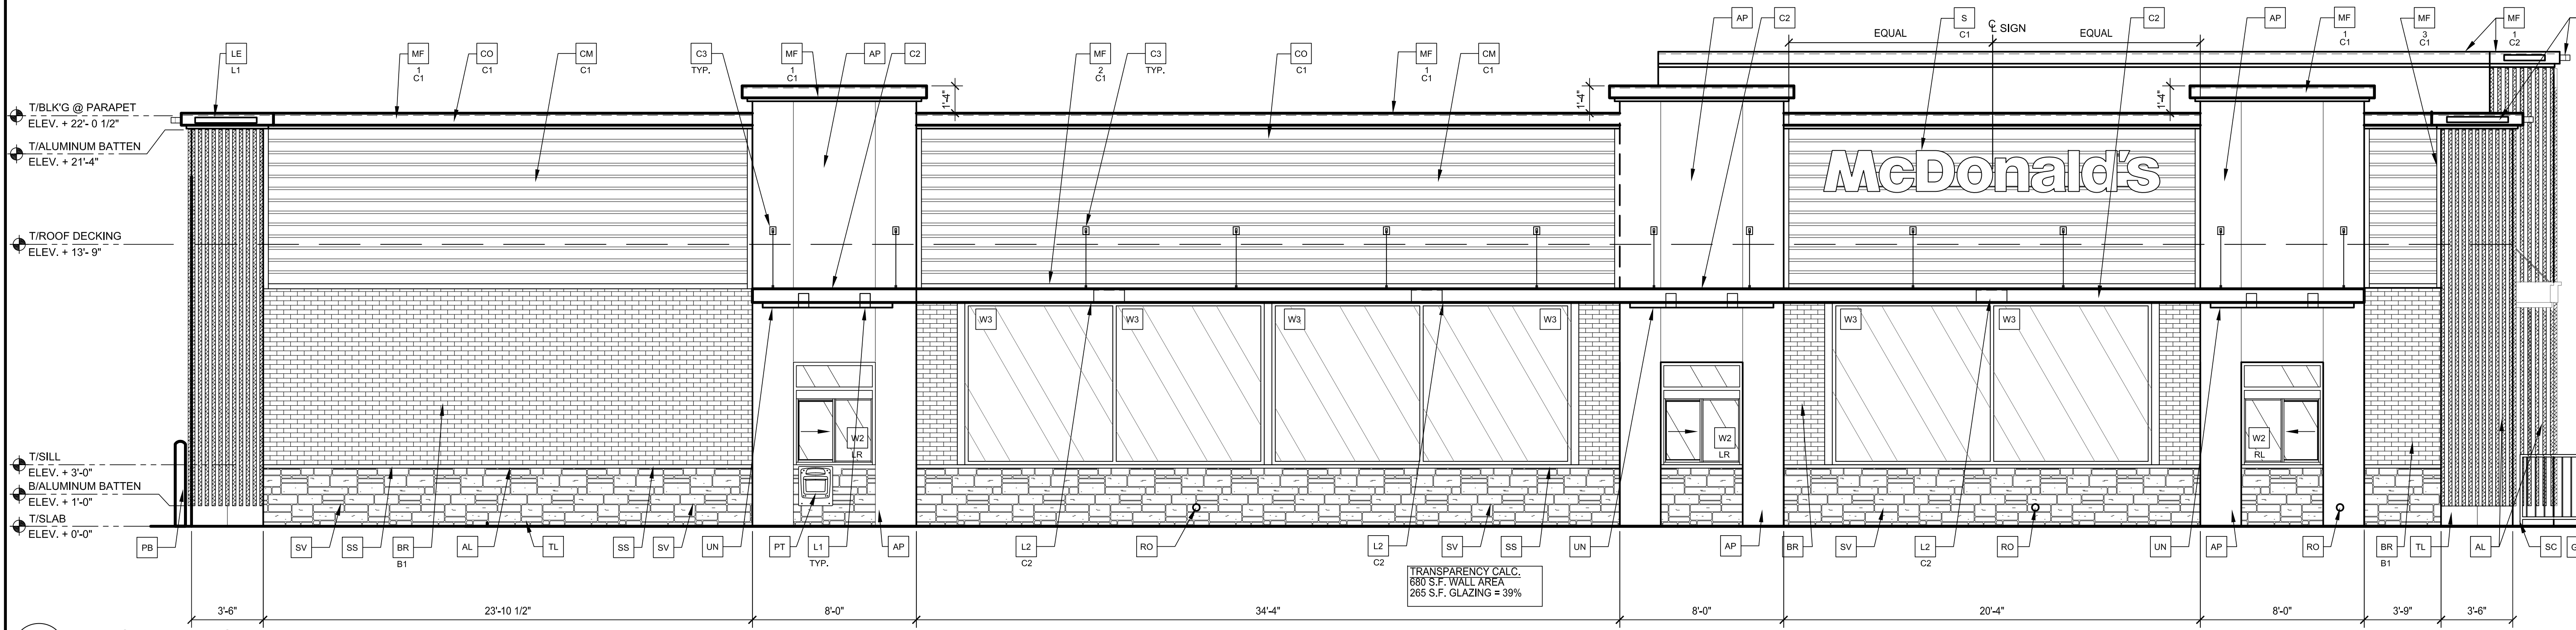 LE
L1
MF
1
C1
CO
C1
CM
C1
C3
TYP.
MF
1
C1
AP
C2
MF
2
C1
C3
TYP.
CO
C1
MF
1
C1
CM
C1
AP
C2
S
C1
EQUAL
℄ SIGN
EQUAL
C2
AP
MF
1
C1
MF
3
C1
MF
1
C2
1'-4"
1'-4"
1'-4"
T/BLK'G @ PARAPET
ELEV. + 22'- 0 1/2"
T/ALUMINUM BATTEN
ELEV. + 21'-4"
T/ROOF DECKING
ELEV. + 13'- 9"
T/SILL
ELEV. + 3'-0"
B/ALUMINUM BATTEN
ELEV. + 1'-0"
T/SLAB
ELEV. + 0'-0"
McDonald's
W3
W3
W3
W3
W3
W3
W2
LR
W2
LR
W2
RL
PB
SV
SS
BR
B1
AL
TL
SS
SV
UN
PT
L1
TYP.
AP
L2
C2
RO
L2
C2
SV
SS
UN
AP
BR
SV
L2
C2
RO
UN
AP
RO
BR
B1
TL
AL
SC
TRANSPARENCY CALC.
680 S.F. WALL AREA
265 S.F. GLAZING = 39%
3'-6"
23'-10 1/2"
8'-0"
34'-4"
8'-0"
20'-4"
8'-0"
3'-9"
3'-6"